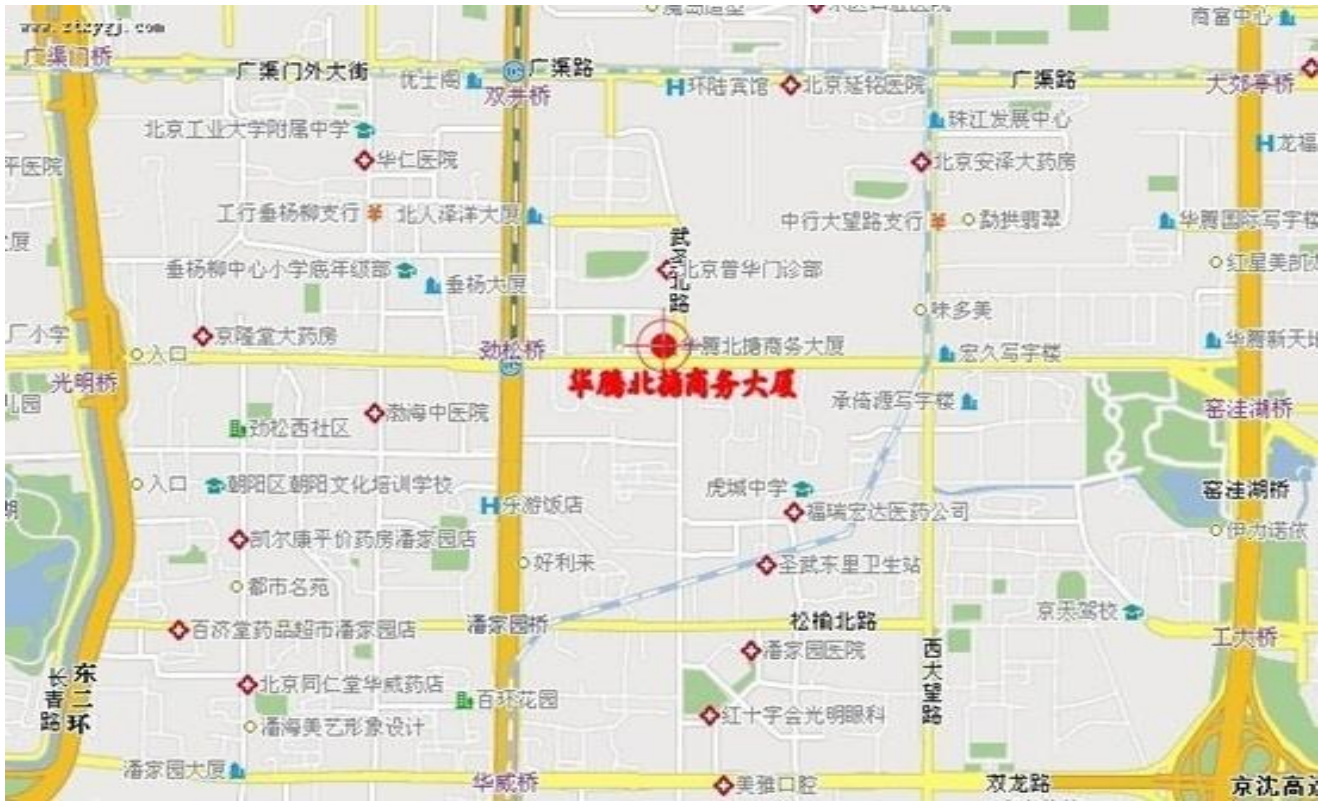 www.ztxygj.com
商富中心
广渠门桥
广渠门外大街
优士阁
广渠路
双井桥
环陆宾馆
北京延铭医院
广渠路
大郊亭桥
北京工业大学附属中学
珠江发展中心
平医院
华仁医院
北京安泽大药房
龙福
工行垂杨柳支行
北人泽洋大厦
中行大望路支行
勐拱翡翠
华腾国际写字楼
武圣北路
垂杨柳中心小学底年级部
北京普华门诊部
红星美凯龙
垂杨大厦
味多美
厂小学
京隆堂大药房
入口
劲松桥
华腾北搪商务大厦
宏久写字楼
华腾新天地
光明桥
华腾北搪商务大厦
儿园
渤海中医院
劲松西社区
承倚源写字楼
窑洼湖桥
入口
朝阳区朝阳文化培训学校
虎城中学
窑洼湖桥
湖
乐游饭店
福瑞宏达医药公司
凯尔康平价药房潘家园店
好利来
伊力诺依
都市名苑
圣武东里卫生站
京天驾校
百济堂药品超市潘家园店
潘家园桥
松榆北路
工大桥
潘家园医院
西大望路
长青路
东二环
北京同仁堂华威药店
百环花园
红十字会光明眼科
潘海美艺形象设计
潘家园大厦
华威桥
美雅口腔
双龙路
京沈高速